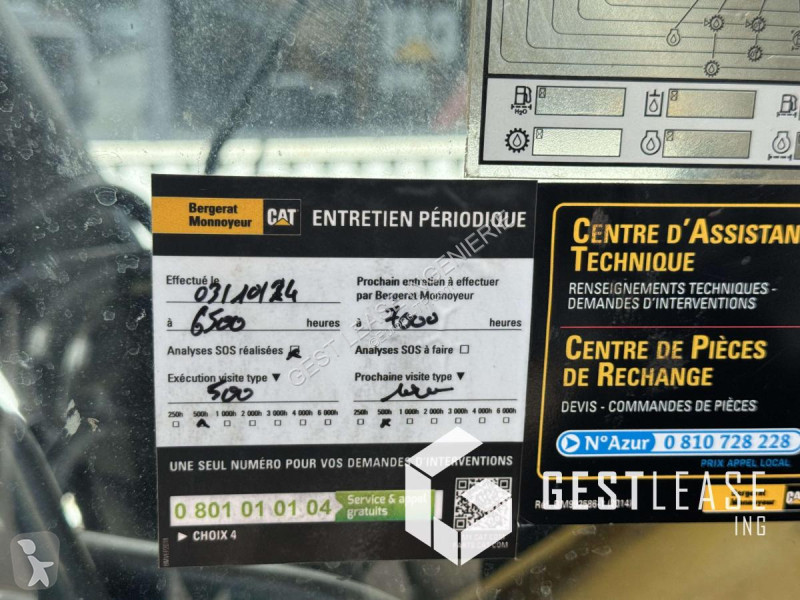 H₂O
Bergerat
Monnoyeur
CAT
ENTRETIEN PÉRIODIQUE
Effectué le
03/10/24
à 6500 heures
Analyses SOS réalisées
Exécution visite type ▼
500
250h 500h 1 000h 2 000h 3 000h 4 000h 6 000h
Prochain entretien à effectuer
par Bergerat Monnoyeur
à 7000 heures
Analyses SOS à faire
Prochaine visite type ▼
250h 500h 1 000h 2 000h 3 000h 4 000h 6 000h
UNE SEUL NUMÉRO POUR VOS DEMANDES D'INTERVENTIONS
0 801 01 01 04
Service & appel
gratuits
▶ CHOIX 4
CENTRE D'ASSISTAN
TECHNIQUE
RENSEIGNEMENTS TECHNIQUES -
DEMANDES D'INTERVENTIONS
CENTRE DE PIÈCES
DE RECHANGE
DEVIS - COMMANDES DE PIÈCES
N°Azur 0 810 728 228
PRIX APPEL LOCAL
Monnoyeur
CAT
GESTLEASE
ING